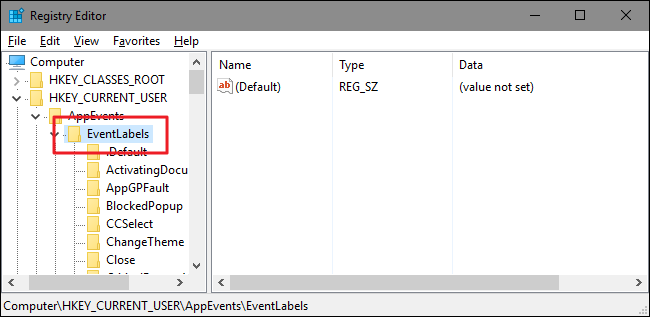 Registry Editor
File Edit View Favorites Help
Computer
HKEY_CLASSES_ROOT
HKEY_CURRENT_USER
AppEvents
EventLabels
.Default
ActivatingDocu
AppGPFault
BlockedPopup
CCSelect
ChangeTheme
Close
Name Type Data
ab (Default) REG_SZ (value not set)
Computer\HKEY_CURRENT_USER\AppEvents\EventLabels